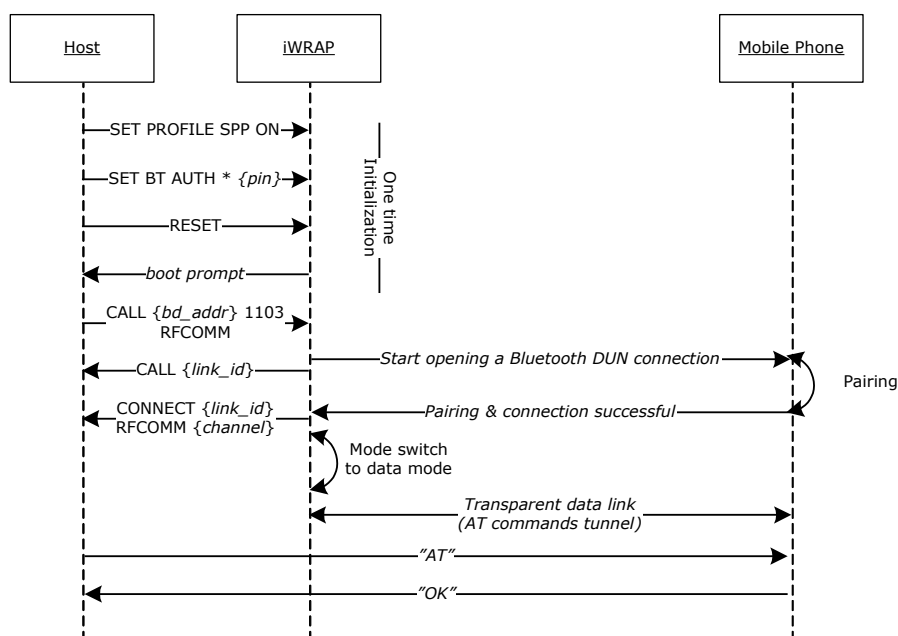 Host
iWRAP
Mobile Phone
SET PROFILE SPP ON
SET BT AUTH * {pin}
One time
Initialization
RESET
boot prompt
CALL {bd_addr} 1103
RFCOMM
Start opening a Bluetooth DUN connection
CALL {link_id}
Pairing
CONNECT {link_id}
RFCOMM {channel}
Pairing & connection successful
Mode switch
to data mode
Transparent data link
(AT commands tunnel)
”AT”
”OK”